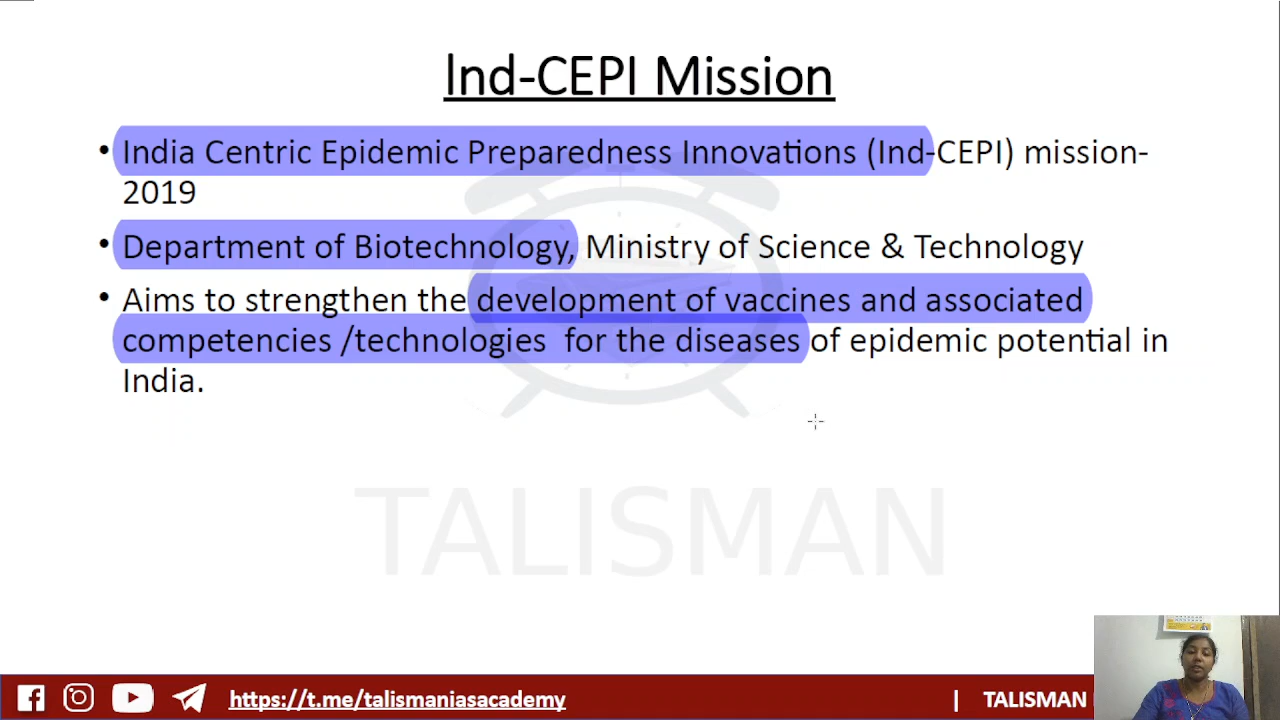 Ind-CEPI Mission
• India Centric Epidemic Preparedness Innovations (Ind-CEPI) mission-
2019
• Department of Biotechnology, Ministry of Science & Technology
• Aims to strengthen the development of vaccines and associated
competencies /technologies for the diseases of epidemic potential in
India.
TALISMAN
https://t.me/talismaniasacademy | TALISMAN